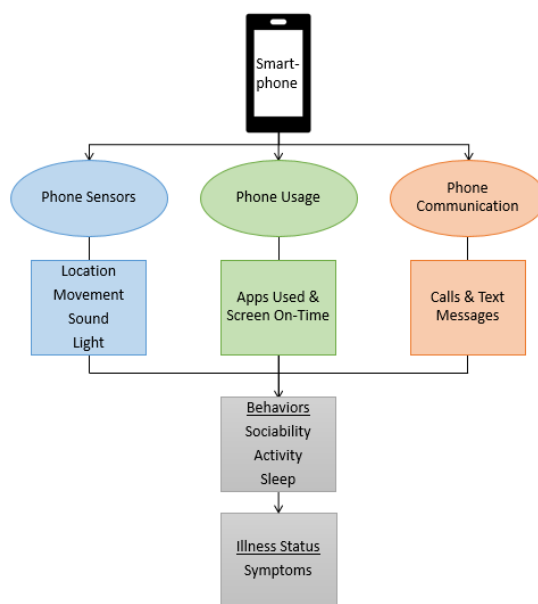 Smart-
phone
Phone Sensors
Phone Usage
Phone
Communication
Location
Movement
Sound
Light
Apps Used &
Screen On-Time
Calls & Text
Messages
Behaviors
Sociability
Activity
Sleep
Illness Status
Symptoms